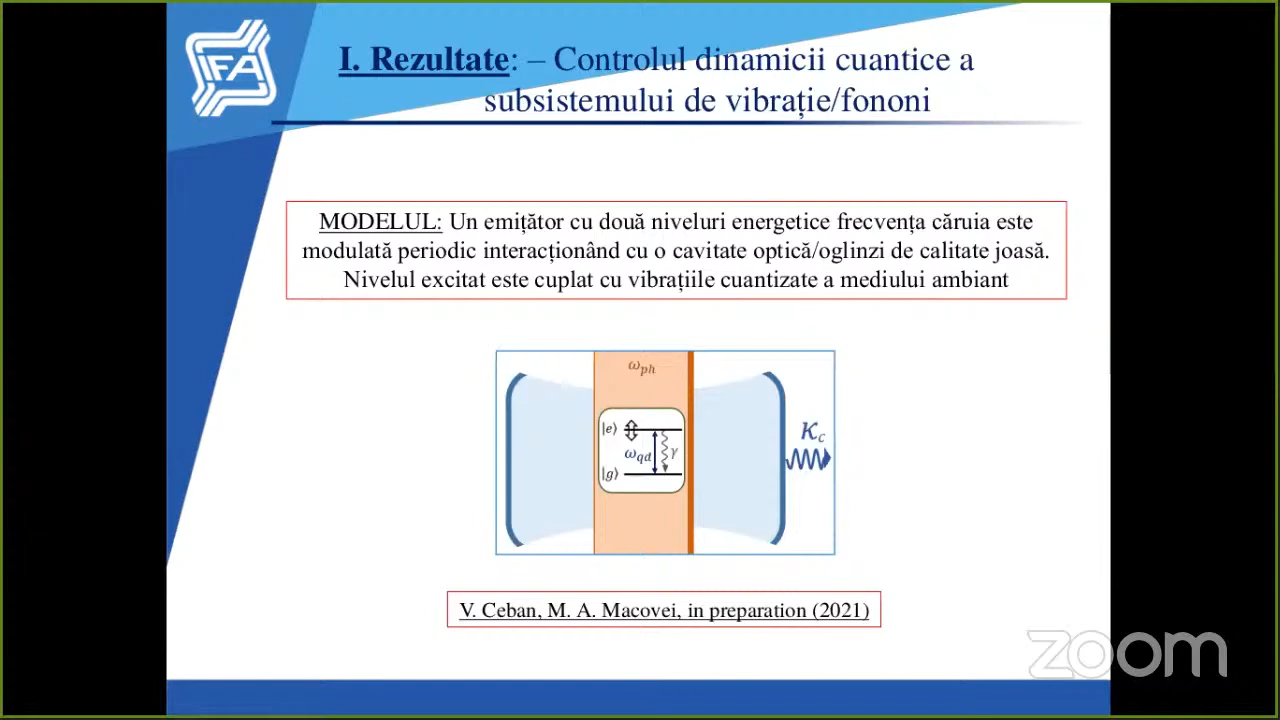 IFA
I. Rezultate: – Controlul dinamicii cuantice a
subsistemului de vibrație/fononi
MODELUL: Un emițător cu două niveluri energetice frecvența căruia este
modulată periodic interacționând cu o cavitate optică/oglinzi de calitate joasă.
Nivelul excitat este cuplat cu vibrațiile cuantizate a mediului ambiant
ω_ph
|e⟩
ω_qd γ
|g⟩
κ_c
V. Ceban, M. A. Macovei, in preparation (2021)
zoom